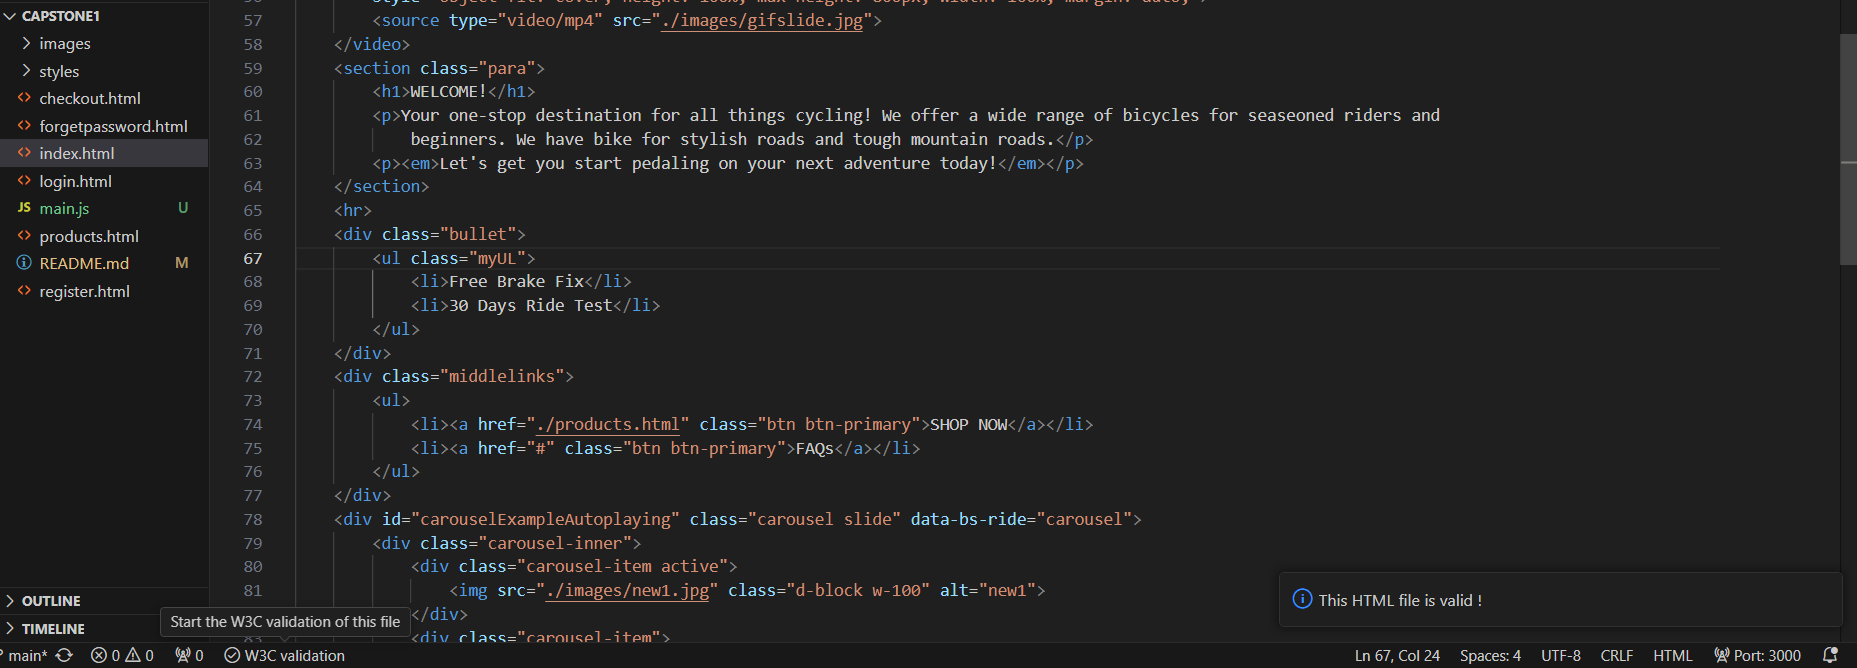 CAPSTONE1
images
styles
checkout.html
forgetpassword.html
index.html
login.html
JS main.js U
products.html
README.md M
register.html
OUTLINE
TIMELINE
57 <source type="video/mp4" src="./images/gifslide.jpg">
58 </video>
59 <section class="para">
60 <h1>WELCOME!</h1>
61 <p>Your one-stop destination for all things cycling! We offer a wide range of bicycles for seaseoned riders and
62 beginners. We have bike for stylish roads and tough mountain roads.</p>
63 <p><em>Let's get you start pedaling on your next adventure today!</em></p>
64 </section>
65 <hr>
66 <div class="bullet">
67 <ul class="myUL">
68 <li>Free Brake Fix</li>
69 <li>30 Days Ride Test</li>
70 </ul>
71 </div>
72 <div class="middlelinks">
73 <ul>
74 <li><a href="./products.html" class="btn btn-primary">SHOP NOW</a></li>
75 <li><a href="#" class="btn btn-primary">FAQs</a></li>
76 </ul>
77 </div>
78 <div id="carouselExampleAutoplaying" class="carousel slide" data-bs-ride="carousel">
79 <div class="carousel-inner">
80 <div class="carousel-item active">
81 <img src="./images/new1.jpg" class="d-block w-100" alt="new1">
</div>
<div class="carousel-item">
Start the W3C validation of this file
This HTML file is valid !
main* 0 0 0 W3C validation Ln 67, Col 24 Spaces: 4 UTF-8 CRLF HTML Port: 3000